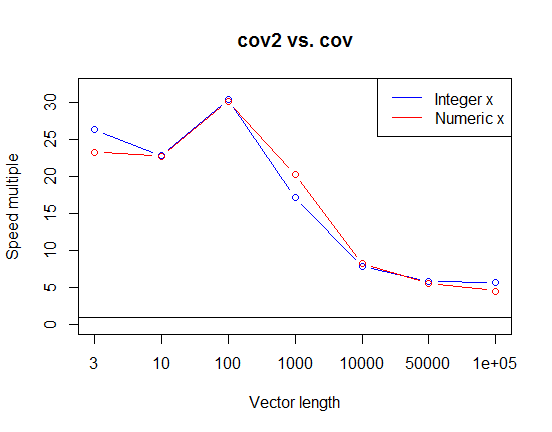 cov2 vs. cov
Integer x
Numeric x
Speed multiple
30
25
20
15
10
5
0
3 10 100 1000 10000 50000 1e+05
Vector length